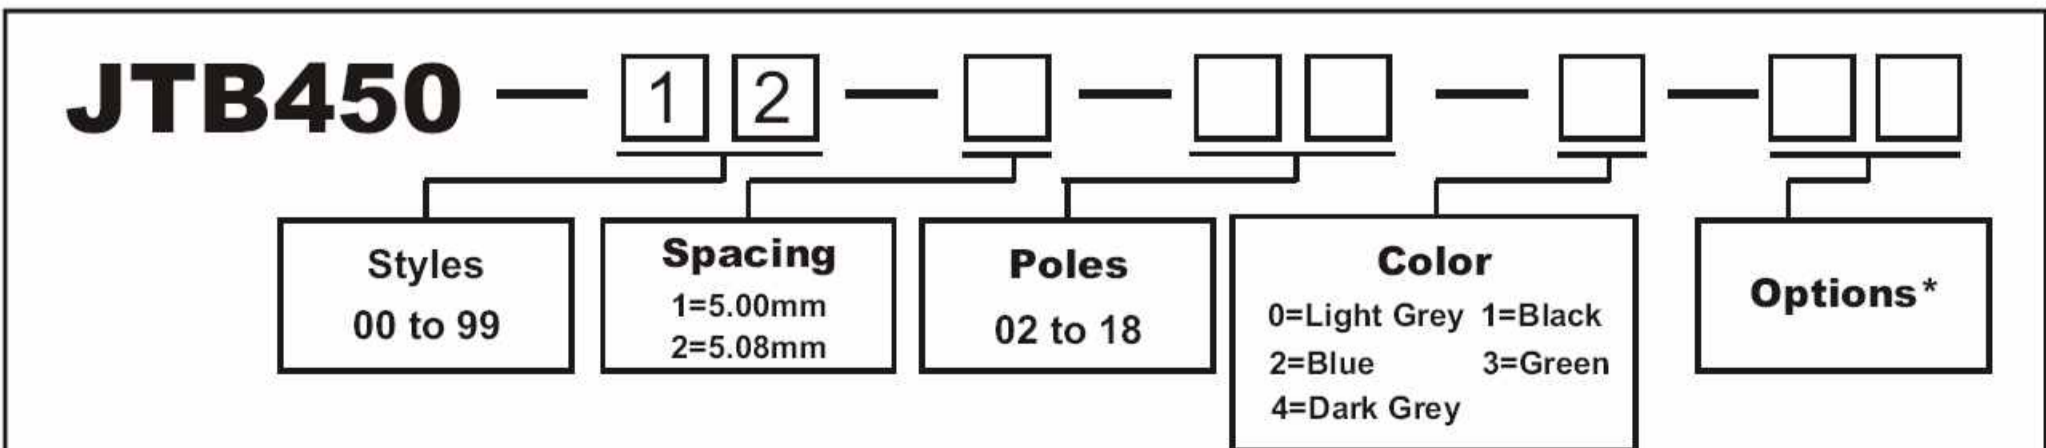 JTB450 — 1 2 — □ — □ □ — □ — □ □
Styles
00 to 99
Spacing
1=5.00mm
2=5.08mm
Poles
02 to 18
Color
0=Light Grey 1=Black
2=Blue 3=Green
4=Dark Grey
Options*